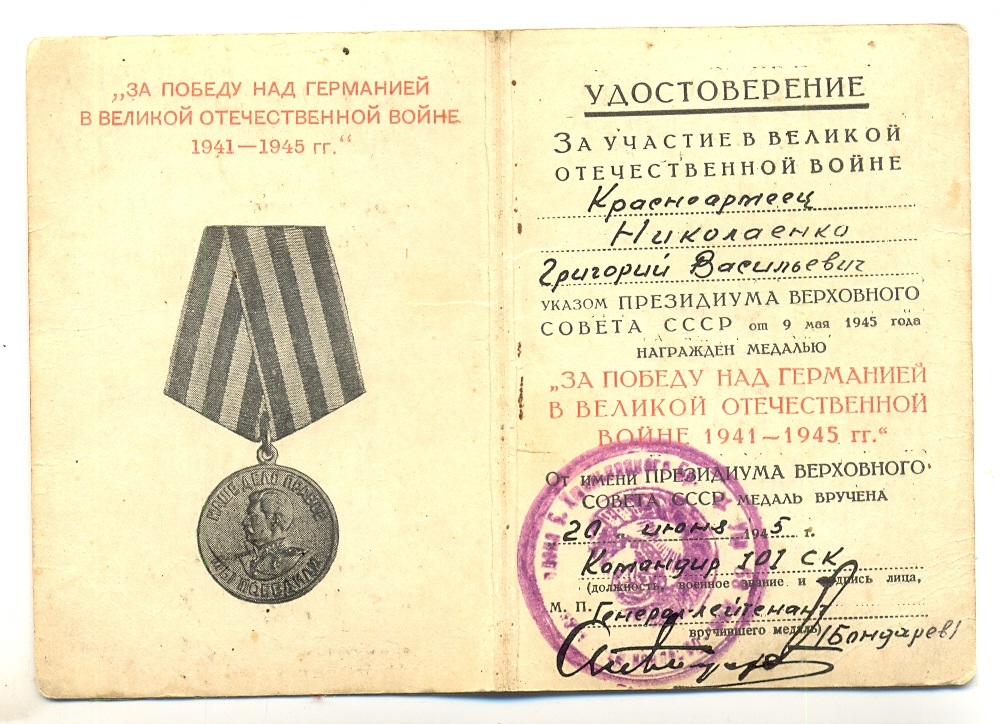 „ЗА ПОБЕДУ НАД ГЕРМАНИЕЙ
В ВЕЛИКОЙ ОТЕЧЕСТВЕННОЙ ВОЙНЕ
1941—1945 гг.“
НАШЕ ДЕЛО ПРАВОЕ
МЫ ПОБЕДИЛИ
УДОСТОВЕРЕНИЕ
ЗА УЧАСТИЕ В ВЕЛИКОЙ
ОТЕЧЕСТВЕННОЙ ВОЙНЕ
Красноармеец
Николаенко
Григорий Васильевич
УКАЗОМ ПРЕЗИДИУМА ВЕРХОВНОГО
СОВЕТА СССР от 9 мая 1945 года
НАГРАЖДЕН МЕДАЛЬЮ
„ЗА ПОБЕДУ НАД ГЕРМАНИЕЙ
В ВЕЛИКОЙ ОТЕЧЕСТВЕННОЙ
ВОЙНЕ 1941—1945 гг.“
ОТ ИМЕНИ ПРЕЗИДИУМА ВЕРХОВНОГО
СОВЕТА СССР МЕДАЛЬ ВРУЧЕНА
20 „ июня 1945 г.
Командир 101 СК
(должность, военное звание и подпись лица,
М. П. Генерал-лейтенант
вручившего медаль) (Бондарев)